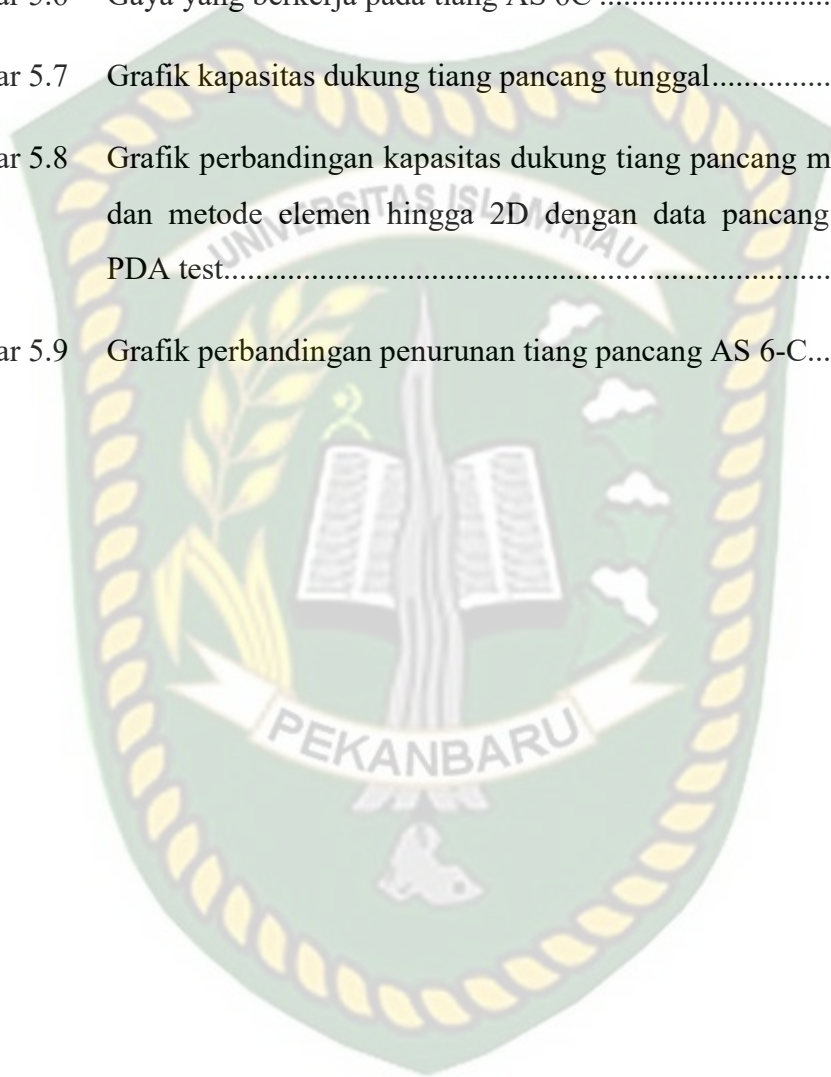 ar 5.6 Gaya yang berkerja pada tiang AS 6C ..............................
ar 5.7 Grafik kapasitas dukung tiang pancang tunggal................
ar 5.8 Grafik perbandingan kapasitas dukung tiang pancang m
dan metode elemen hingga 2D dengan data pancang
PDA test.................................................................................
ar 5.9 Grafik perbandingan penurunan tiang pancang AS 6-C...
UNIVERSITAS ISLAM RIAU
PEKANBARU